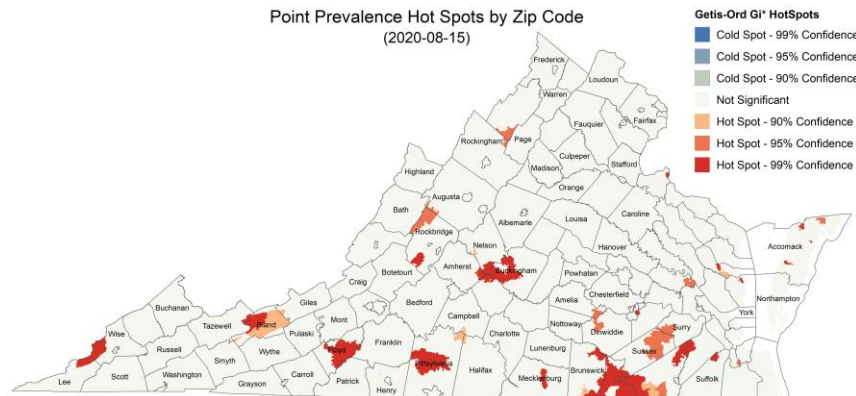 Point Prevalence Hot Spots by Zip Code
(2020-08-15)
Getis-Ord Gi* HotSpots
Cold Spot - 99% Confidence
Cold Spot - 95% Confidence
Cold Spot - 90% Confidence
Not Significant
Hot Spot - 90% Confidence
Hot Spot - 95% Confidence
Hot Spot - 99% Confidence
Frederick
Loudoun
Warren
Fauquier
Fairfax
Rockingham
Page
Culpeper
Stafford
Madison
Highland
Orange
Augusta
Bath
Albemarle
Louisa
Caroline
Rockbridge
Accomack
Nelson
Hanover
Botetourt
Amherst
Buckingham
Powhatan
Craig
Northampton
Bedford
Amelia
Chesterfield
Giles
Buchanan
York
Campbell
Nottoway
Tazewell
Bland
Mont.
Dinwiddie
Surry
Wise
Pulaski
Charlotte
Floyd
Franklin
Russell
Wythe
Lunenburg
Sussex
Smyth
Pittsylvania
Brunswick
Washington
Carroll
Halifax
Mecklenburg
Suffolk
Lee
Scott
Grayson
Patrick
Henry